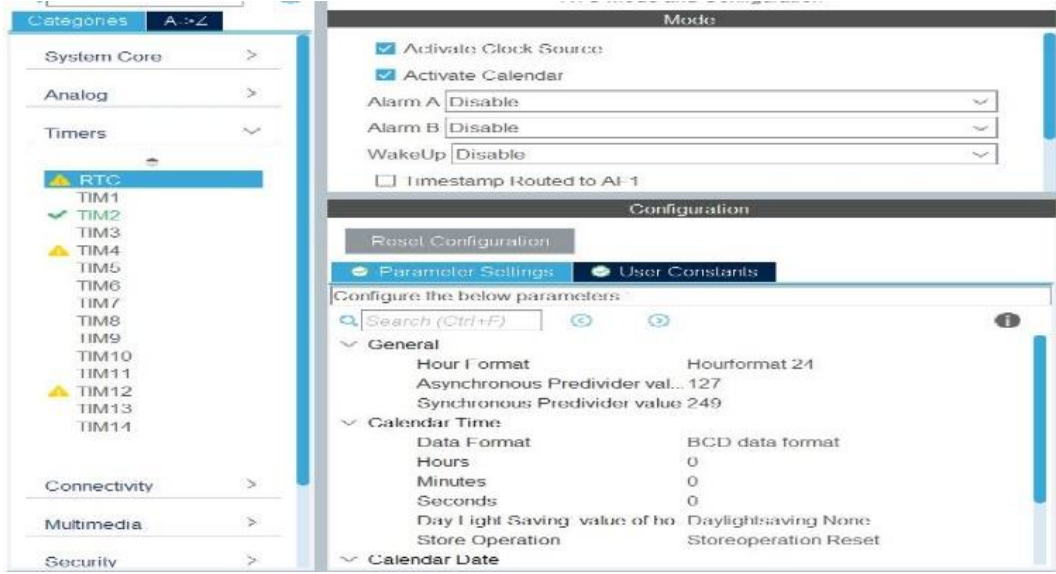 Categories
A->Z
System Core
Analog
Timers
RTC
TIM1
TIM2
TIM3
TIM4
TIM5
TIM6
TIM7
TIM8
TIM9
TIM10
TIM11
TIM12
TIM13
TIM14
Connectivity
Multimedia
Security
Mode
Activate Clock Source
Activate Calendar
Alarm A Disable
Alarm B Disable
WakeUp Disable
Timestamp Routed to AF1
Configuration
Reset Configuration
Parameter Settings
User Constants
Configure the below parameters
Search (Ctrl+F)
General
Hour Format Hourformat 24
Asynchronous Predivider val... 127
Synchronous Predivider value 249
Calendar Time
Data Format BCD data format
Hours 0
Minutes 0
Seconds 0
Day Light Saving value of ho Daylightsaving None
Store Operation Storeoperation Reset
Calendar Date